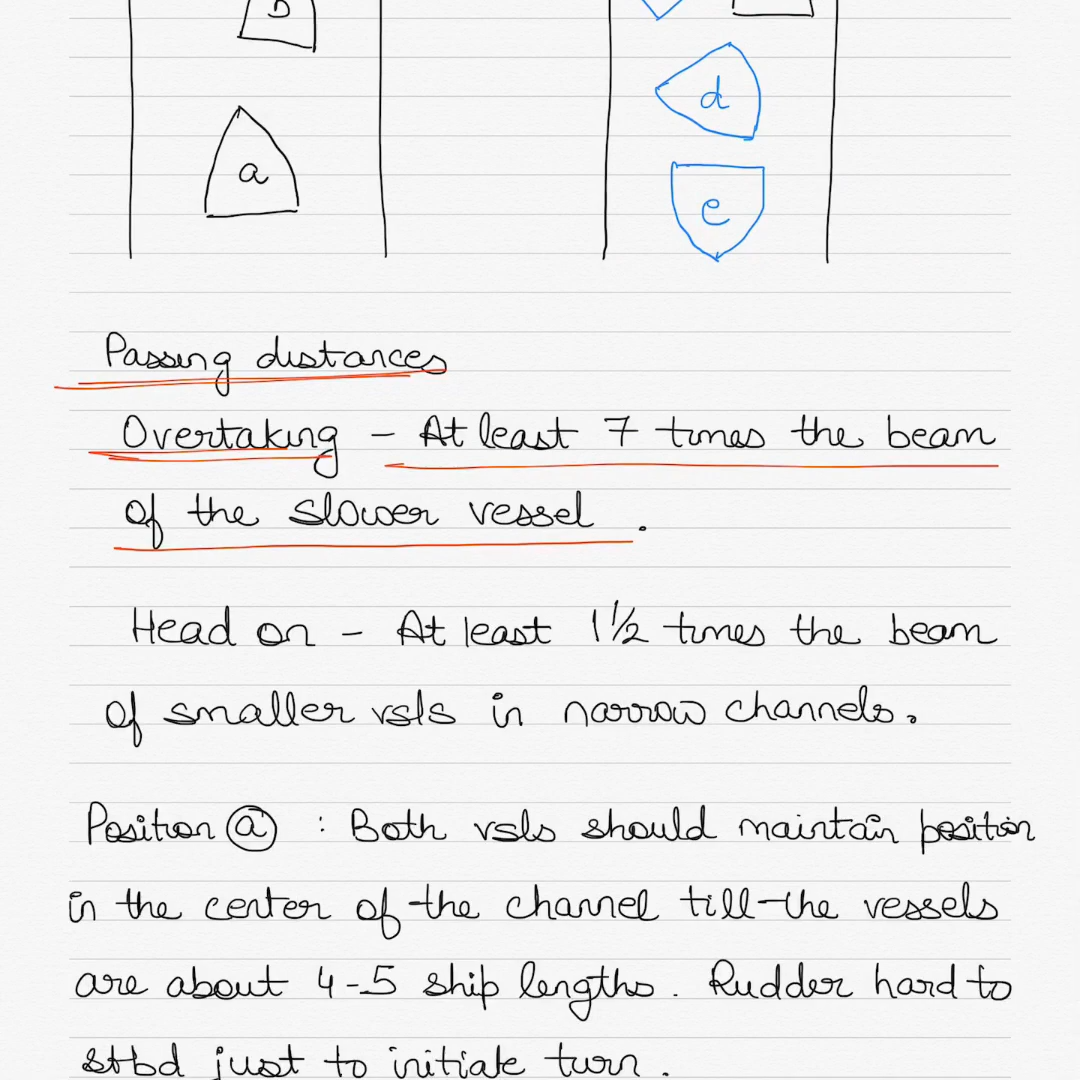 b
a
d
e
Passing distances
Overtaking - At least 7 times the beam
of the slower vessel.
Head on - At least 1 1/2 times the beam
of smaller vsls in narrow channels.
Position (a) : Both vsls should maintain position
in the center of the channel till the vessels
are about 4-5 ship lengths. Rudder hard to
stbd just to initiate turn.